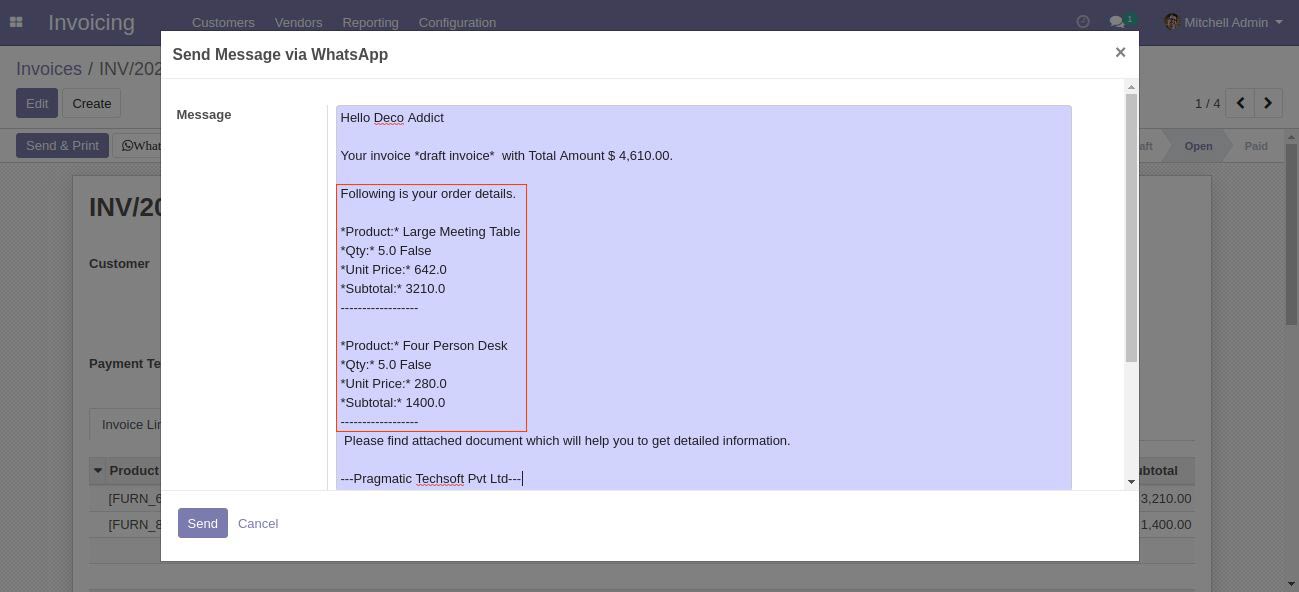 Invoicing Customers Vendors Reporting Configuration 1 Mitchell Admin
Send Message via WhatsApp ×
Invoices / INV/202
Edit Create 1 / 4
Send & Print What aft Open Paid
Message
Hello Deco Addict
Your invoice *draft invoice*  with Total Amount $ 4,610.00.
Following is your order details.
*Product:* Large Meeting Table
*Qty:* 5.0 False
*Unit Price:* 642.0
*Subtotal:* 3210.0
------------------
*Product:* Four Person Desk
*Qty:* 5.0 False
*Unit Price:* 280.0
*Subtotal:* 1400.0
------------------
Please find attached document which will help you to get detailed information.
---Pragmatic Techsoft Pvt Ltd---
INV/20
Customer
Payment Te
Invoice Lin
Product ubtotal
[FURN_6 3,210.00
[FURN_8 1,400.00
Send Cancel